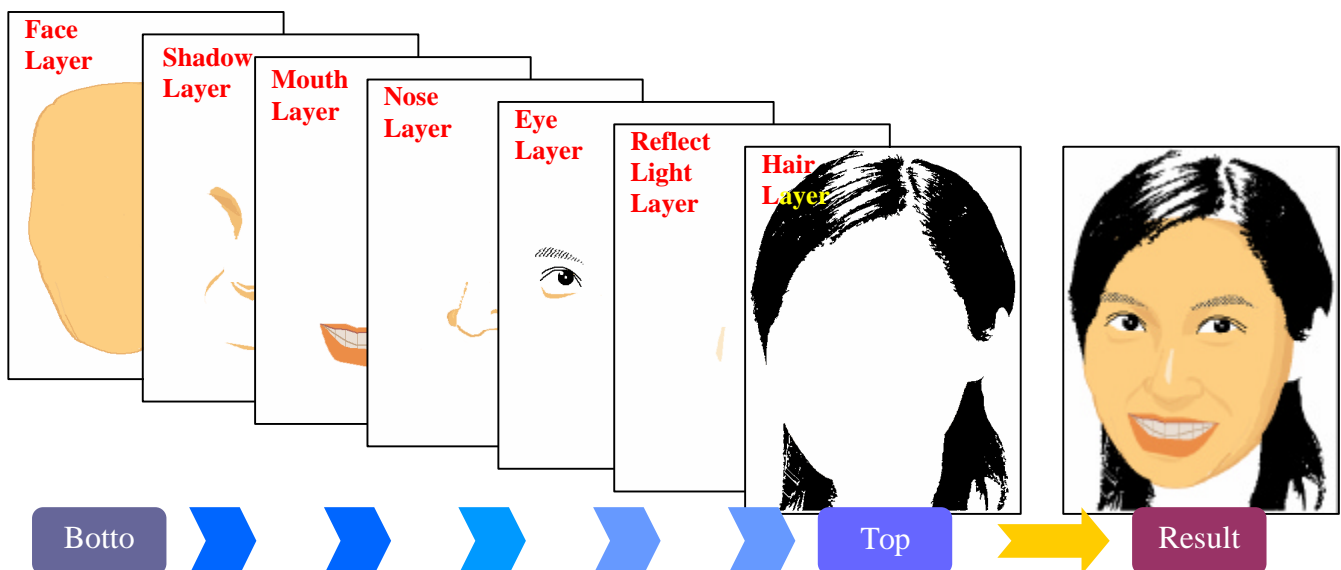 Face
Layer
Shadow
Layer
Mouth
Layer
Nose
Layer
Eye
Layer
Reflect
Light
Layer
Hair
Layer
Botto
Top
Result